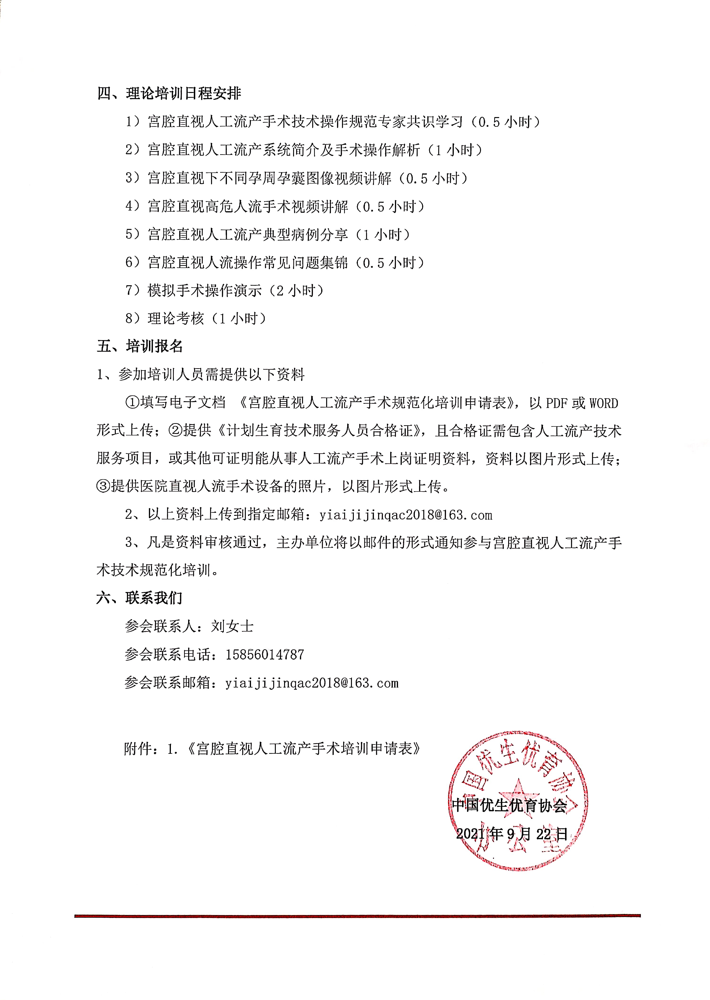 四、理论培训日程安排
1）宫腔直视人工流产手术技术操作规范专家共识学习（0.5 小时）
2）宫腔直视人工流产系统简介及手术操作解析（1 小时）
3）宫腔直视下不同孕周孕囊图像视频讲解（0.5 小时）
4）宫腔直视高危人流手术视频讲解（0.5 小时）
5）宫腔直视人工流产典型病例分享（1 小时）
6）宫腔直视人流操作常见问题集锦（0.5 小时）
7）模拟手术操作演示（2 小时）
8）理论考核（1 小时）
五、培训报名
1、参加培训人员需提供以下资料
①填写电子文档 《宫腔直视人工流产手术规范化培训申请表》，以 PDF 或 WORD
形式上传；②提供《计划生育技术服务人员合格证》，且合格证需包含人工流产技术
服务项目，或其他可证明能从事人工流产手术上岗证明资料，资料以图片形式上传；
③提供医院直视人流手术设备的照片，以图片形式上传。
2、以上资料上传到指定邮箱：yiaijijinqac2018@163.com
3、凡是资料审核通过，主办单位将以邮件的形式通知参与宫腔直视人工流产手
术技术规范化培训。
六、联系我们
参会联系人：刘女士
参会联系电话：15856014787
参会联系邮箱：yiaijijinqac2018@163.com
附件：1.《宫腔直视人工流产手术培训申请表》
中国优生优育协会
中国优生优育协会
2021 年 9 月 22 日
办公室